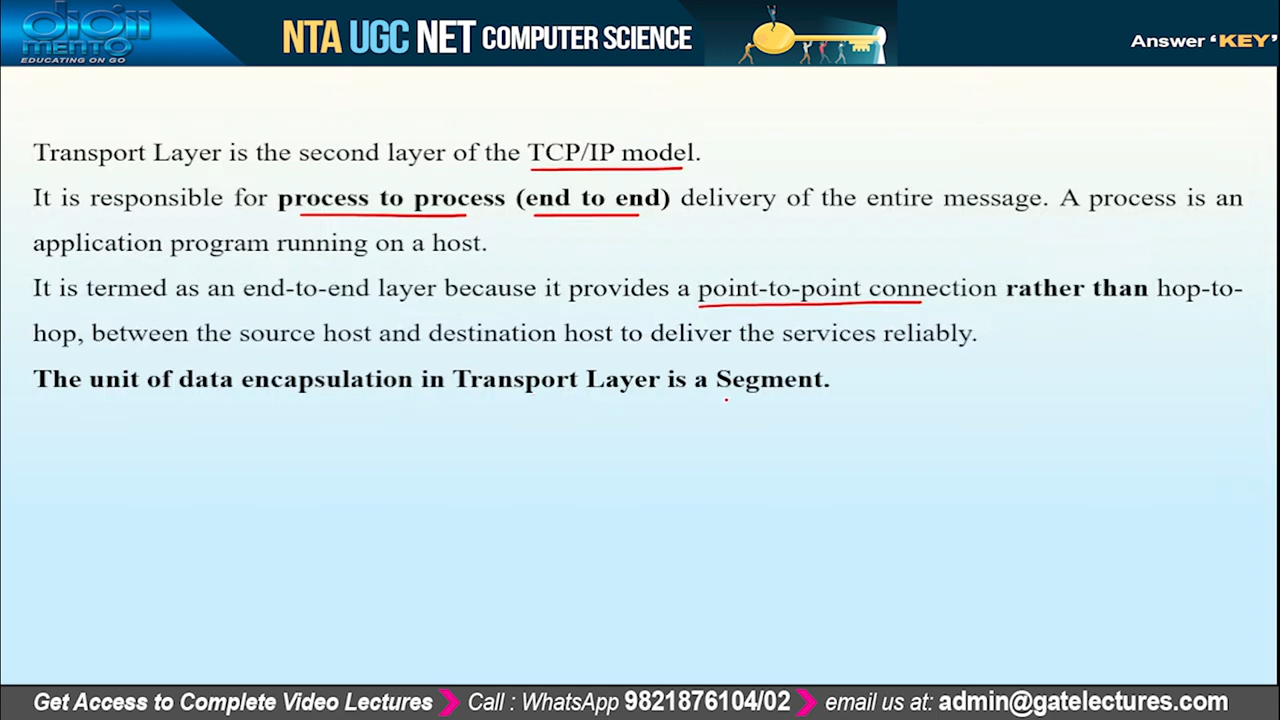 digii
MENTO
EDUCATING ON GO
NTA UGC NET COMPUTER SCIENCE
Answer ‘KEY’
Transport Layer is the second layer of the TCP/IP model.
It is responsible for process to process (end to end) delivery of the entire message. A process is an
application program running on a host.
It is termed as an end-to-end layer because it provides a point-to-point connection rather than hop-to-
hop, between the source host and destination host to deliver the services reliably.
The unit of data encapsulation in Transport Layer is a Segment.
Get Access to Complete Video Lectures Call : WhatsApp 9821876104/02 email us at: admin@gatelectures.com